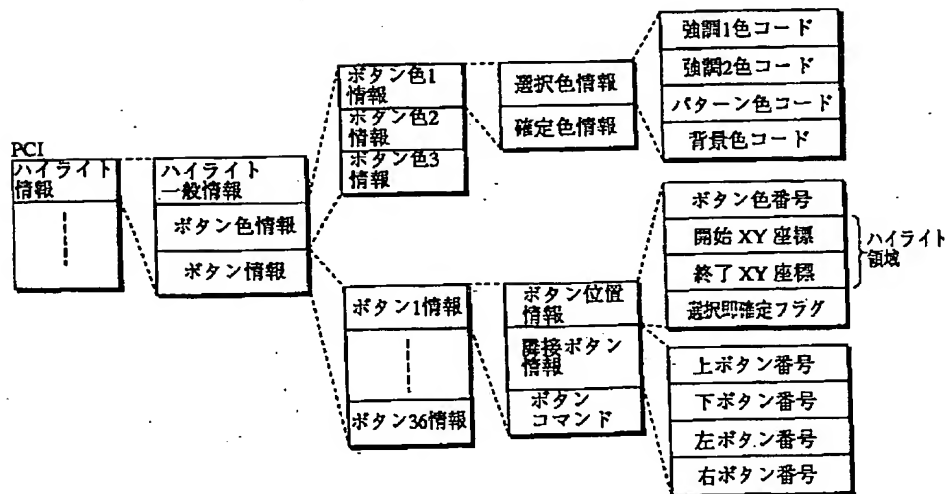 PCI
ハイライト
情報
ハイライト
一般情報
ボタン色情報
ボタン情報
ボタン色1
情報
ボタン色2
情報
ボタン色3
情報
選択色情報
確定色情報
強調1色コード
強調2色コード
パターン色コード
背景色コード
ボタン1情報
ボタン36情報
ボタン位置
情報
隣接ボタン
情報
ボタン
コマンド
ボタン色番号
開始 XY 座標
終了 XY 座標
選択即確定フラグ
ハイライト
領域
上ボタン番号
下ボタン番号
左ボタン番号
右ボタン番号